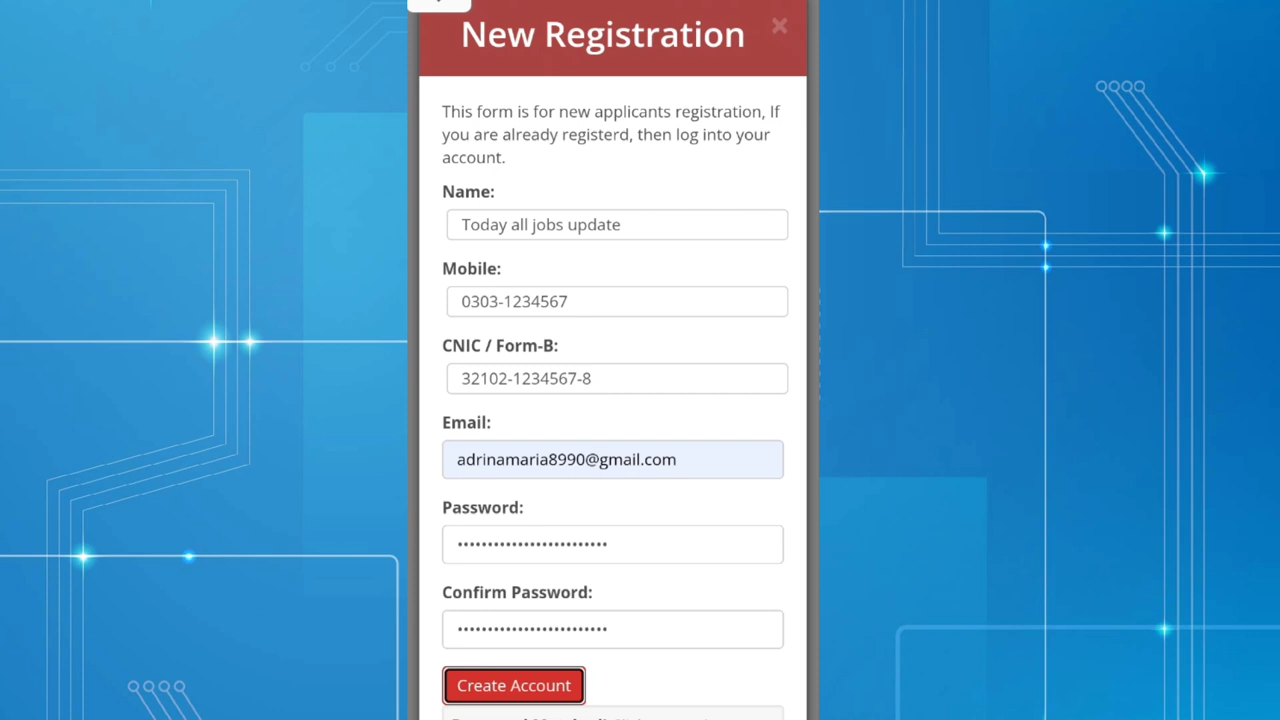 New Registration
×
This form is for new applicants registration, If
you are already registerd, then log into your
account.
Name:
Today all jobs update
Mobile:
0303-1234567
CNIC / Form-B:
32102-1234567-8
Email:
adrinamaria8990@gmail.com
Password:
•••••••••••••••••••••••••
Confirm Password:
•••••••••••••••••••••••••
Create Account